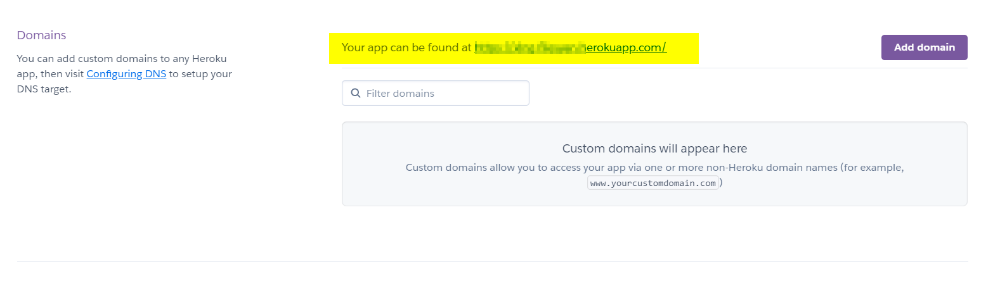 Domains
You can add custom domains to any Heroku
app, then visit Configuring DNS to setup your
DNS target.
Your app can be found at erokuapp.com/
Add domain
Filter domains
Custom domains will appear here
Custom domains allow you to access your app via one or more non-Heroku domain names (for example,
www.yourcustomdomain.com)